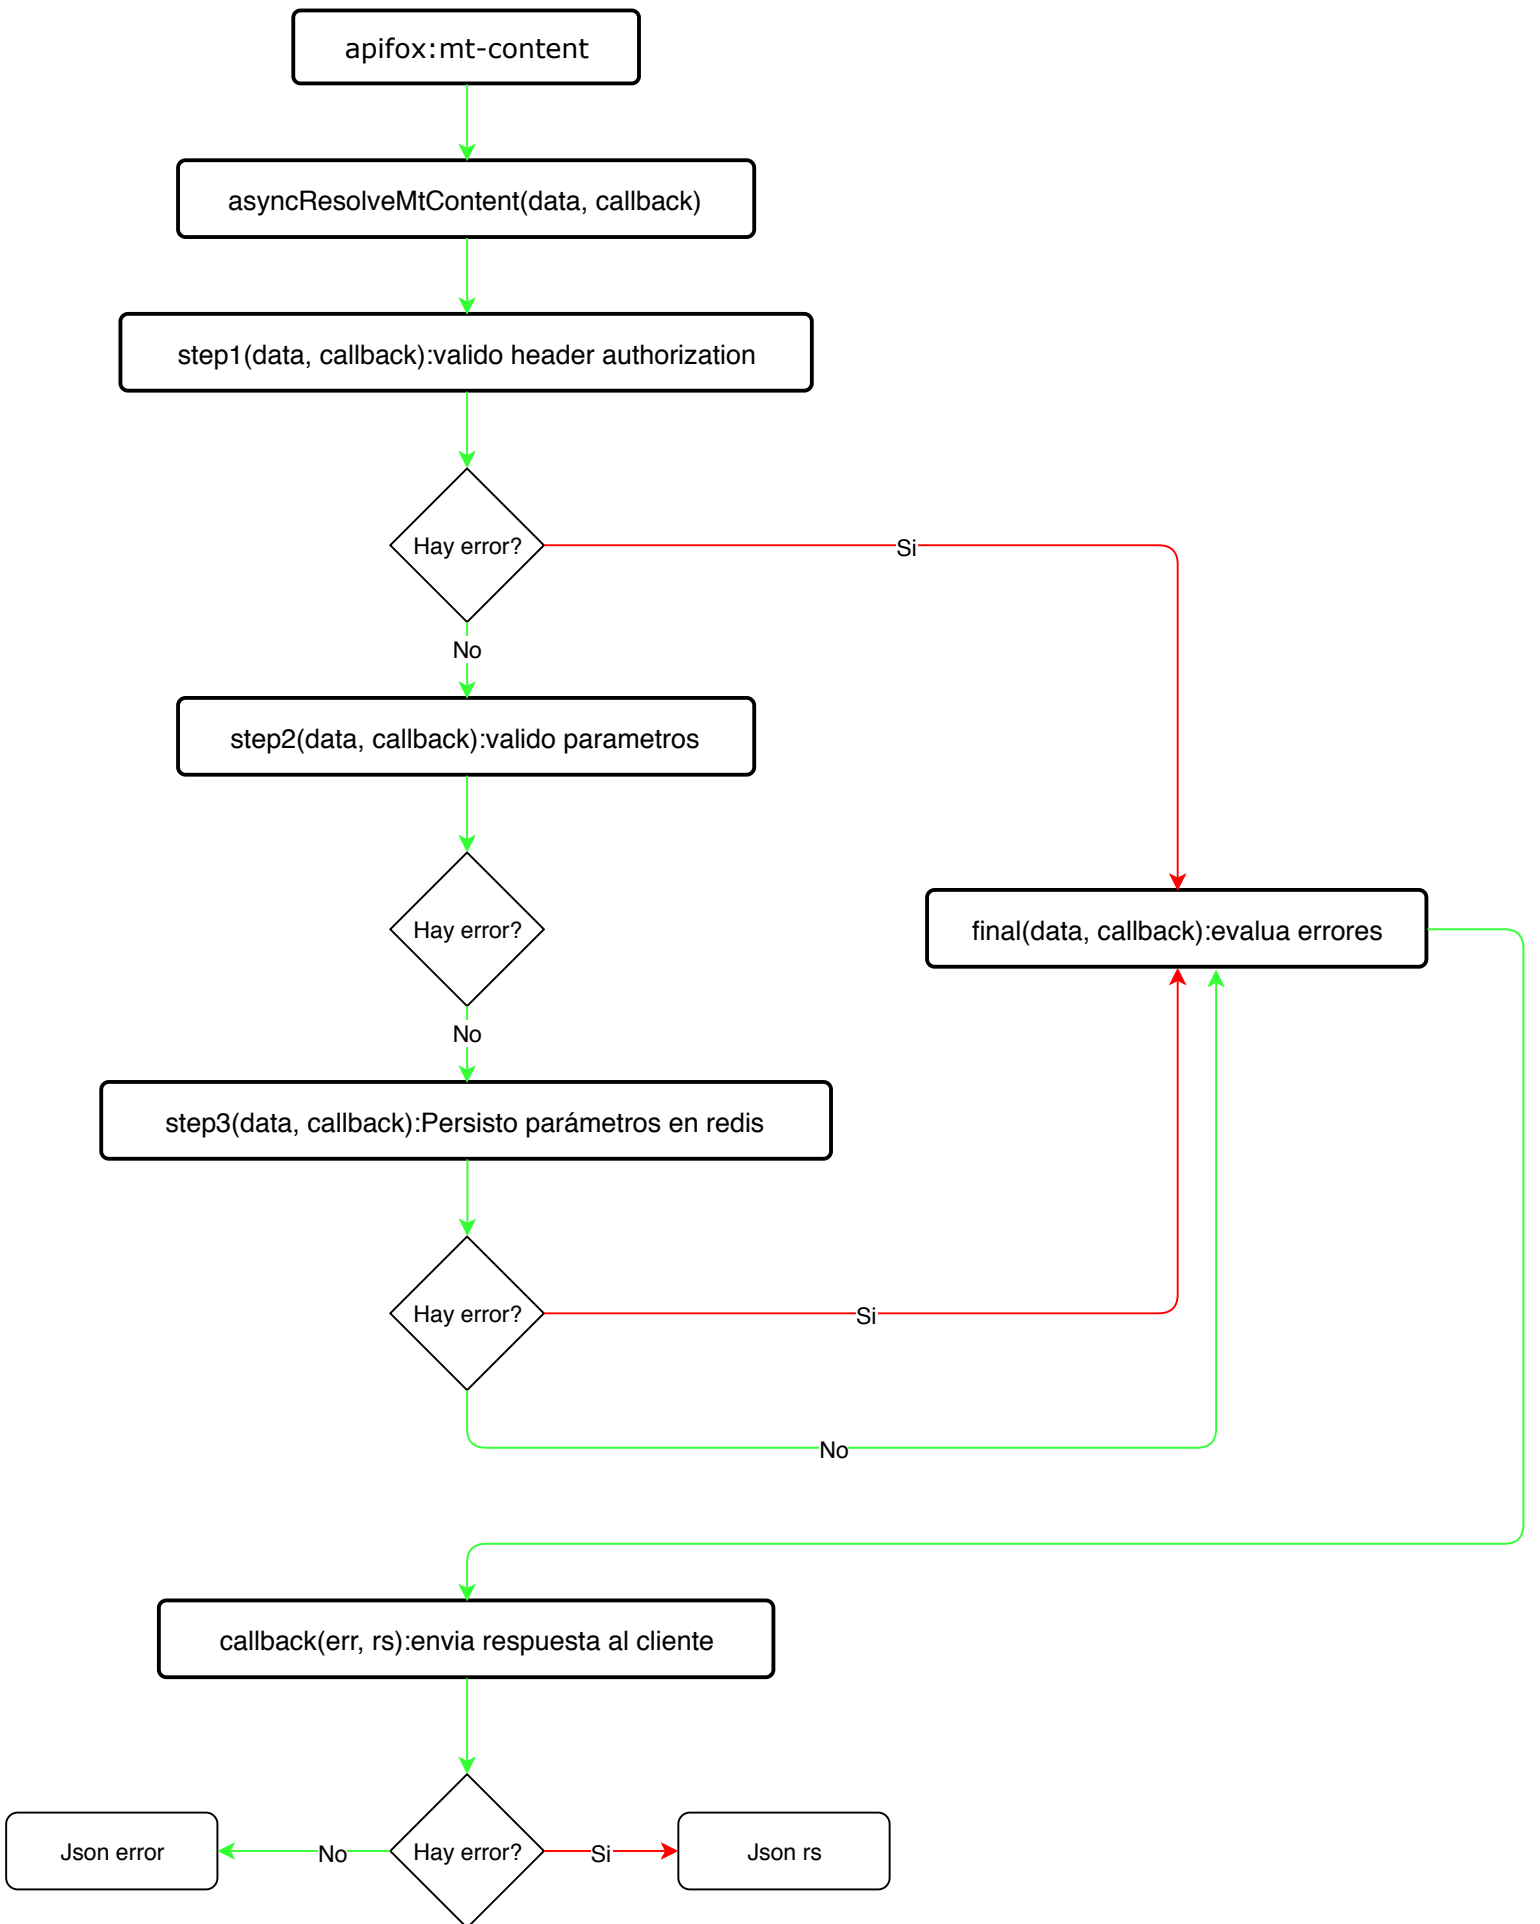 apifox:mt-content
asyncResolveMtContent(data, callback)
step1(data, callback):valido header authorization
Hay error?
Si
No
step2(data, callback):valido parametros
Hay error?
final(data, callback):evalua errores
No
step3(data, callback):Persisto parámetros en redis
Hay error?
Si
No
callback(err, rs):envia respuesta al cliente
Json error
No
Hay error?
Si
Json rs